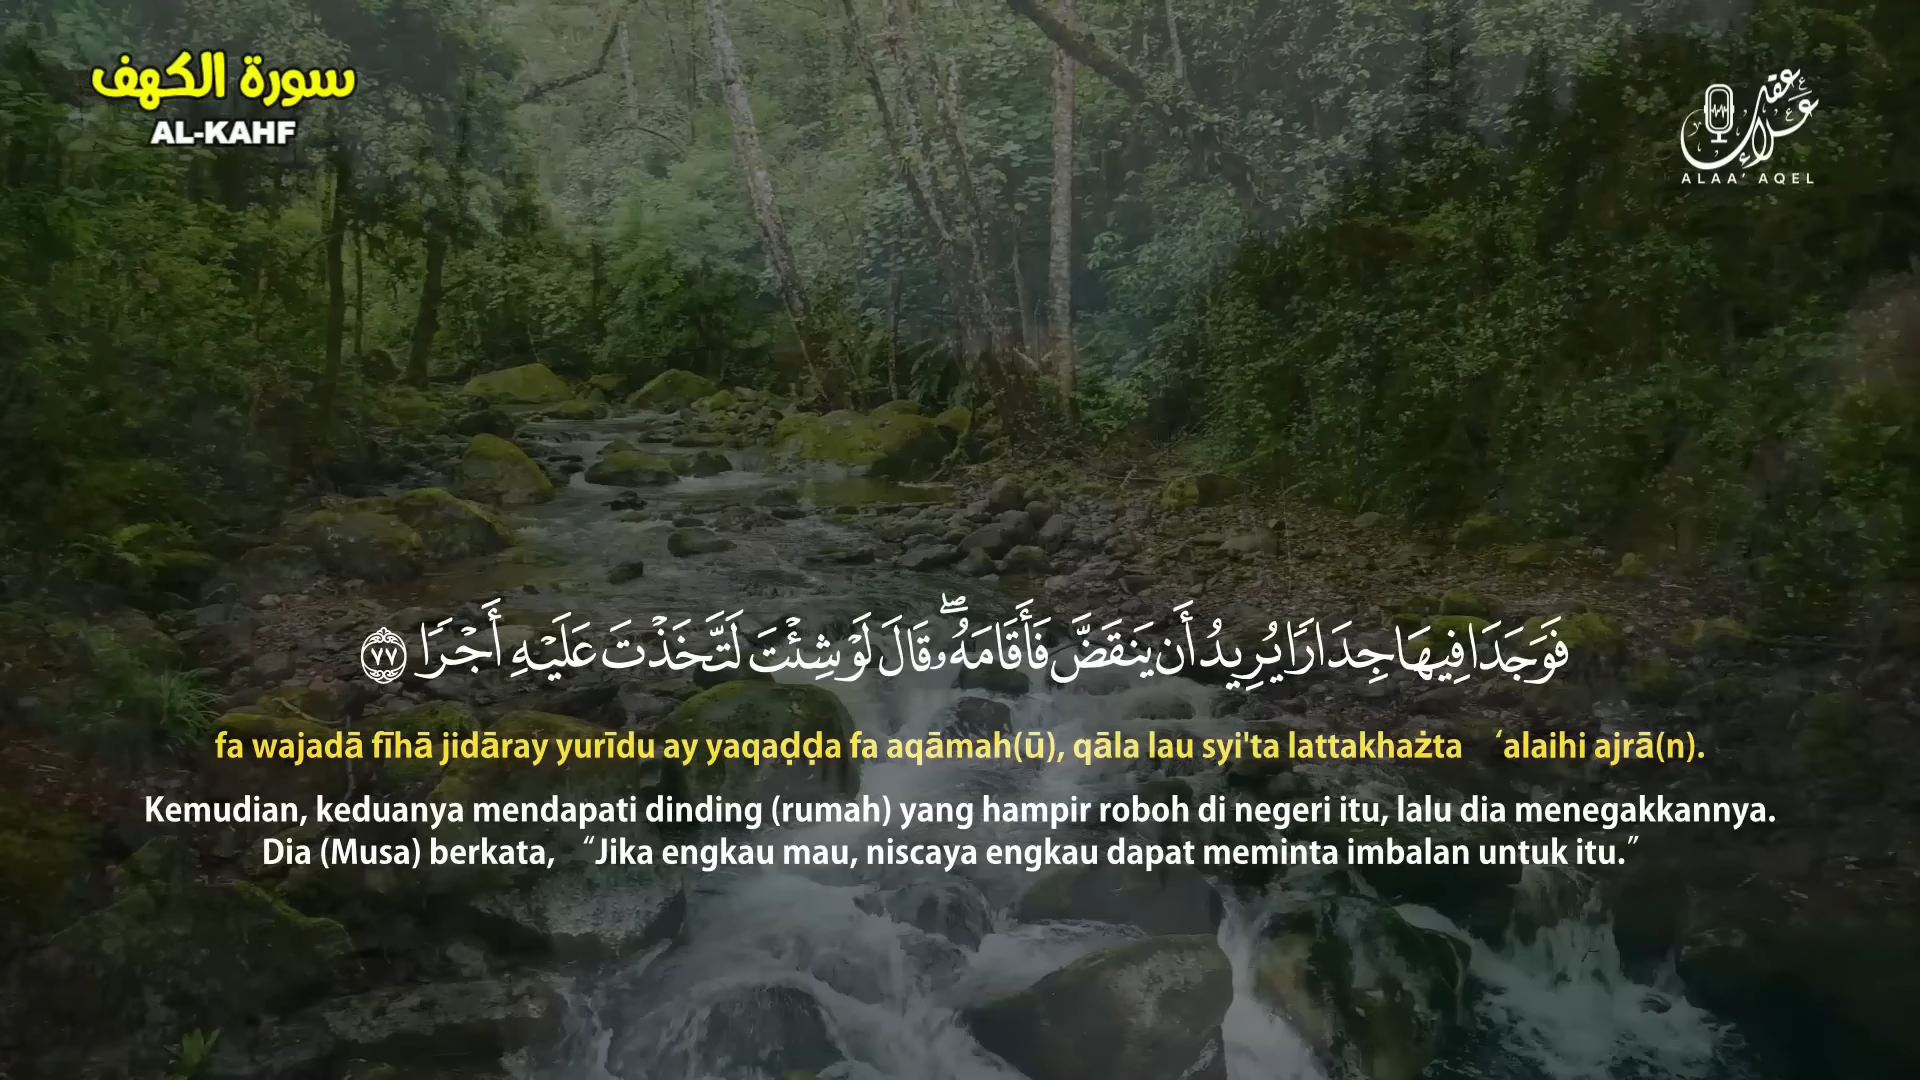 سورة الكهف
AL-KAHF
علاء عقل
ALAA' AQEL
فَوَجَدَا فِيهَا جِدَارًا يُرِيدُ أَن يَنقَضَّ فَأَقَامَهُۥۖ قَالَ لَوْ شِئْتَ لَتَّخَذْتَ عَلَيْهِ أَجْرًا ٧٧
fa wajadā fīhā jidāray yurīdu ay yaqaḍḍa fa aqāmah(ū), qāla lau syi'ta lattakhażta ‘alaihi ajrā(n).
Kemudian, keduanya mendapati dinding (rumah) yang hampir roboh di negeri itu, lalu dia menegakkannya.
Dia (Musa) berkata, “Jika engkau mau, niscaya engkau dapat meminta imbalan untuk itu.”